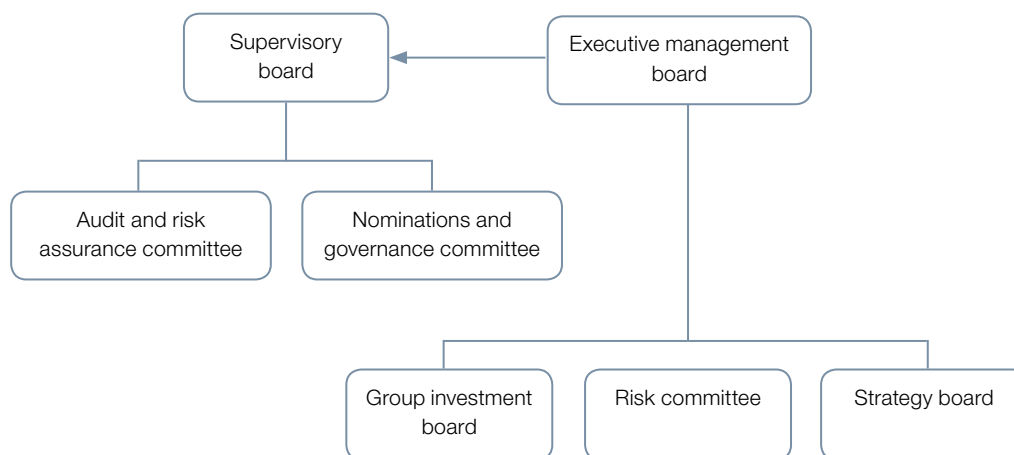 Supervisory
board
Executive management
board
Audit and risk
assurance committee
Nominations and
governance committee
Group investment
board
Risk committee
Strategy board